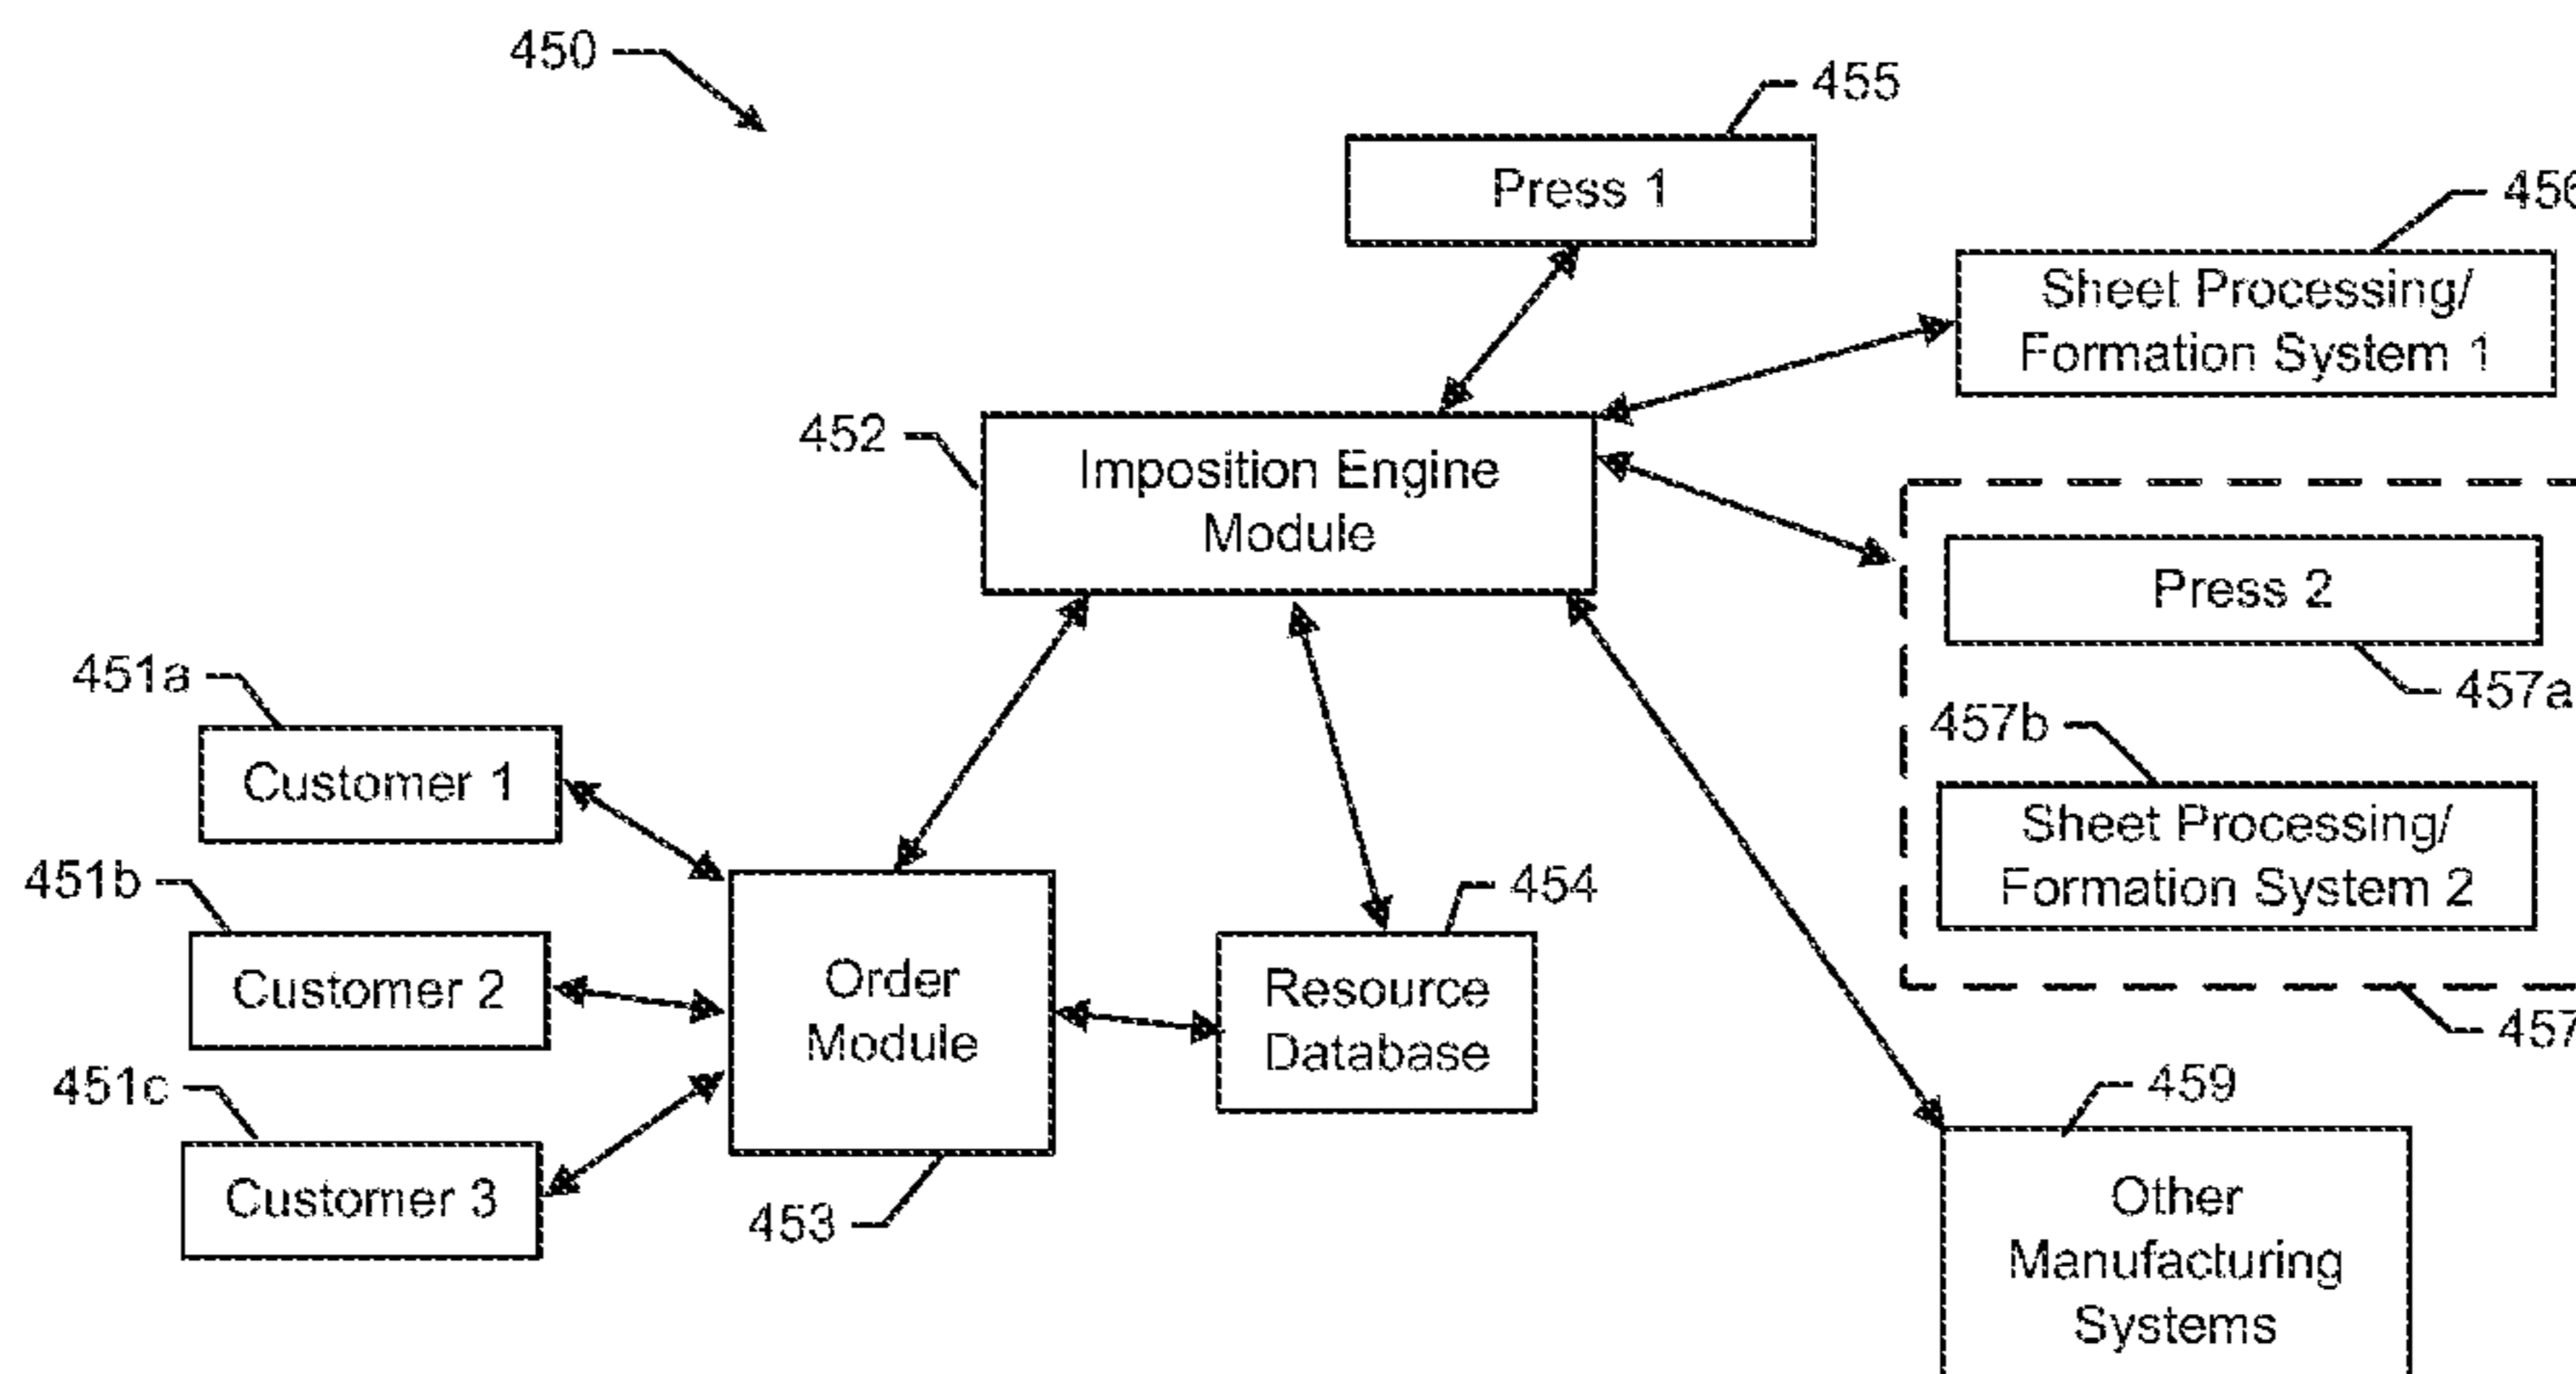 450
455
Press 1
456
Sheet Processing/
Formation System 1
452
Imposition Engine
Module
Press 2
457a
451a
Customer 1
457b
Sheet Processing/
Formation System 2
451b
Customer 2
454
Order
Module
Resource
Database
457
451c
Customer 3
453
459
Other
Manufacturing
Systems